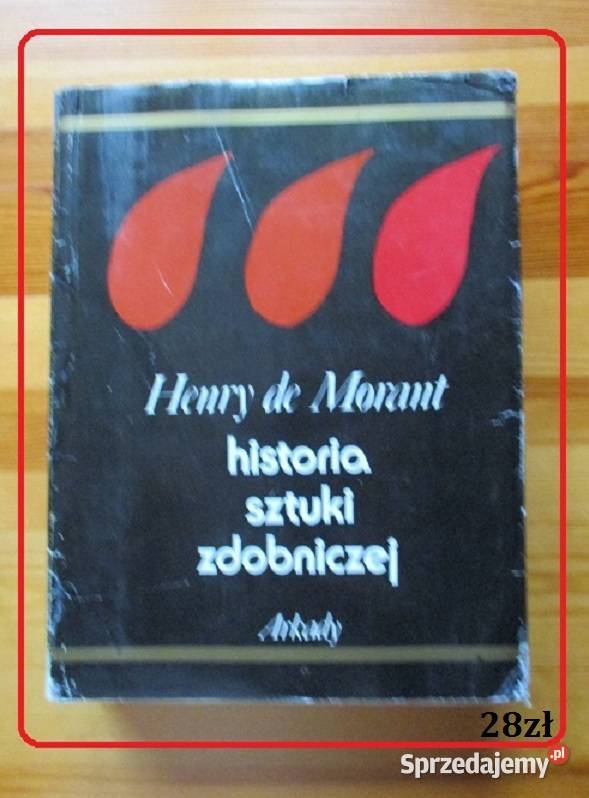 Henry de Morant
historia
sztuki
zdobniczej
Arkady
28zł
Sprzedajemy.pl